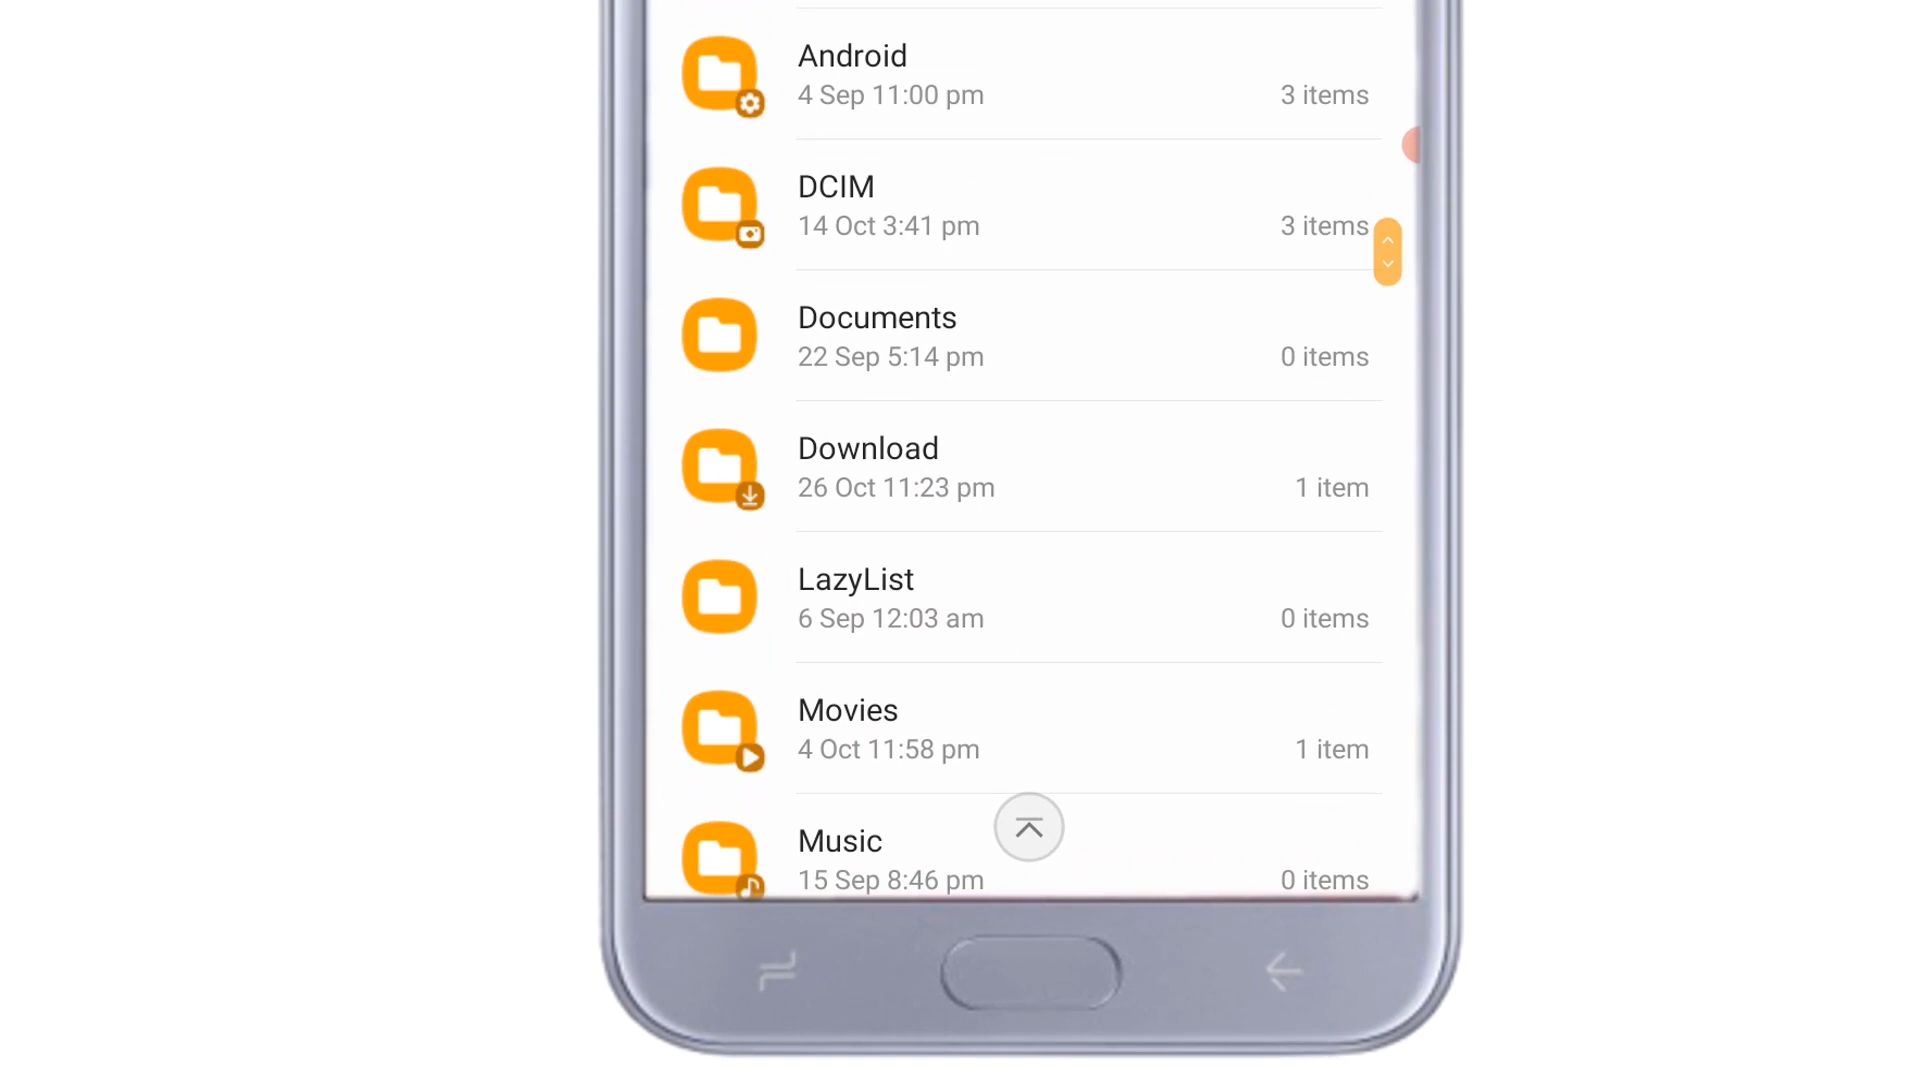 Android
4 Sep 11:00 pm
3 items
DCIM
14 Oct 3:41 pm
3 items
Documents
22 Sep 5:14 pm
0 items
Download
26 Oct 11:23 pm
1 item
LazyList
6 Sep 12:03 am
0 items
Movies
4 Oct 11:58 pm
1 item
Music
15 Sep 8:46 pm
0 items